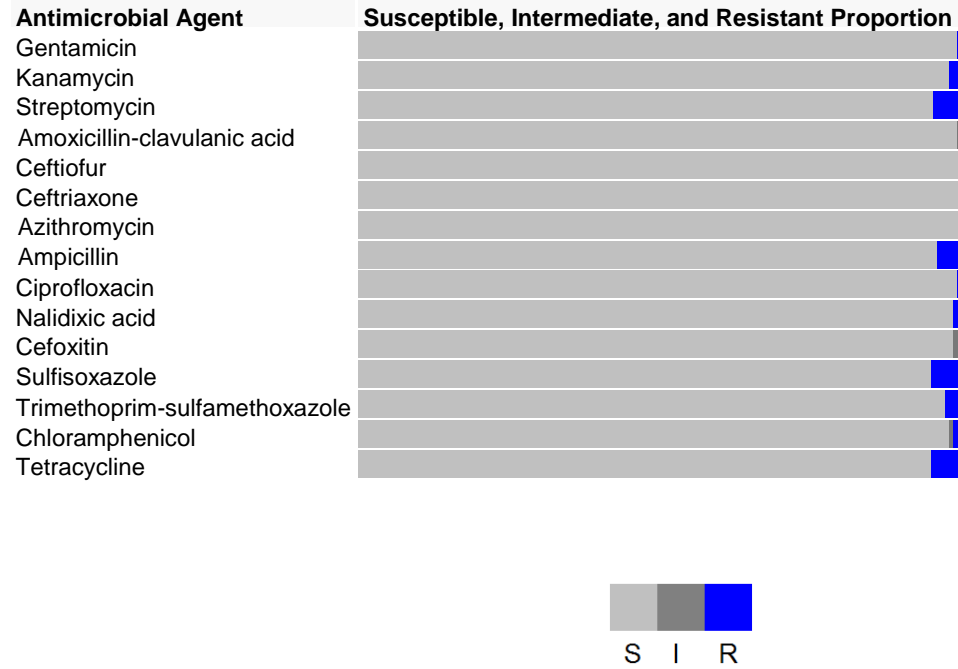 Antimicrobial Agent Susceptible, Intermediate, and Resistant Proportion
Gentamicin
Kanamycin
Streptomycin
Amoxicillin-clavulanic acid
Ceftiofur
Ceftriaxone
Azithromycin
Ampicillin
Ciprofloxacin
Nalidixic acid
Cefoxitin
Sulfisoxazole
Trimethoprim-sulfamethoxazole
Chloramphenicol
Tetracycline
S I R